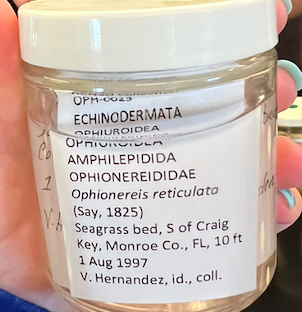 OPH-0023
ECHINODERMATA
OPHIUROIDEA
OPHIUROIDEA
AMPHILEPIDIDA
OPHIONEREIDIDAE
Ophionereis reticulata
(Say, 1825)
Seagrass bed, S of Craig
Key, Monroe Co., FL, 10 ft
1 Aug 1997
V. Hernandez, id., coll.